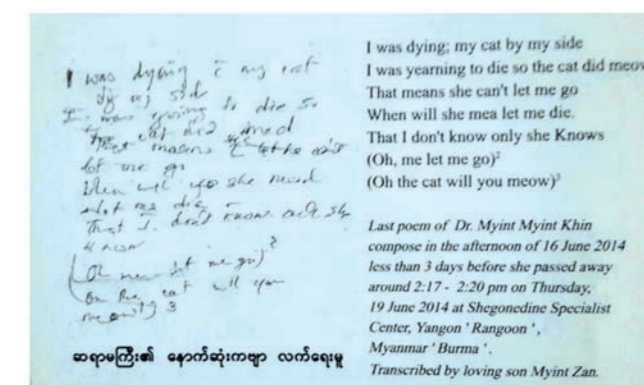 I was dying c̄ my cat
by my side
I was going to die so
the cat did
That means
let me go
When will she
let me die
That I don't know only she
know
(Oh me let me go)²
(Oh the cat will you
3
ဆရာမကြီး၏ နောက်ဆုံးကဗျာ လက်ရေးမူ
I was dying; my cat by my side
I was yearning to die so the cat did meow
That means she can't let me go
When will she mea let me die.
That I don't know only she Knows
(Oh, me let me go)²
(Oh the cat will you meow)³
Last poem of Dr. Myint Myint Khin
compose in the afternoon of 16 June 2014
less than 3 days before she passed away
around 2:17 - 2:20 pm on Thursday,
19 June 2014 at Shegonedine Specialist
Center, Yangon ' Rangoon ' ,
Myanmar ' Burma ' .
Transcribed by loving son Myint Zan.